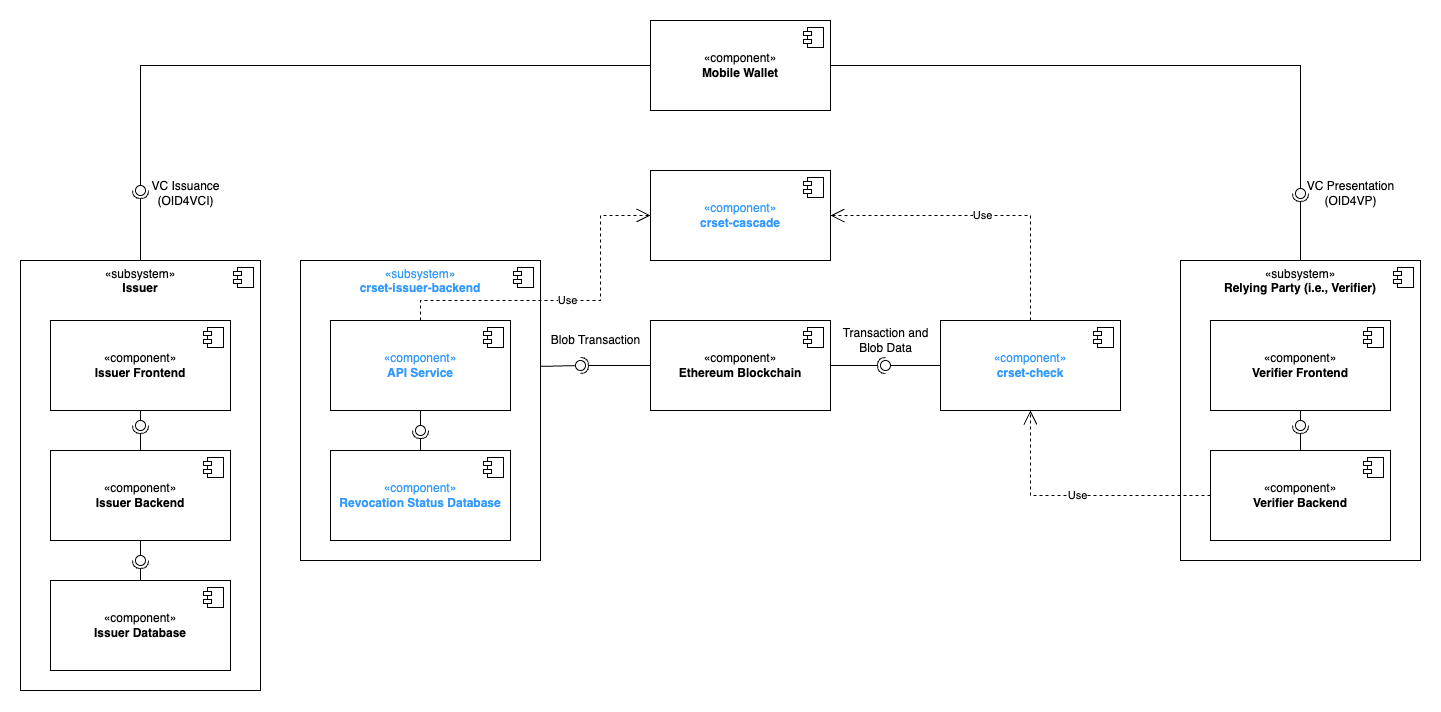 «component»
Mobile Wallet
VC Issuance
(OID4VCI)
VC Presentation
(OID4VP)
«component»
crset-cascade
Use
Use
«subsystem»
Issuer
«component»
Issuer Frontend
«component»
Issuer Backend
«component»
Issuer Database
«subsystem»
crset-issuer-backend
«component»
API Service
«component»
Revocation Status Database
Blob Transaction
«component»
Ethereum Blockchain
Transaction and
Blob Data
«component»
crset-check
Use
«subsystem»
Relying Party (i.e., Verifier)
«component»
Verifier Frontend
«component»
Verifier Backend